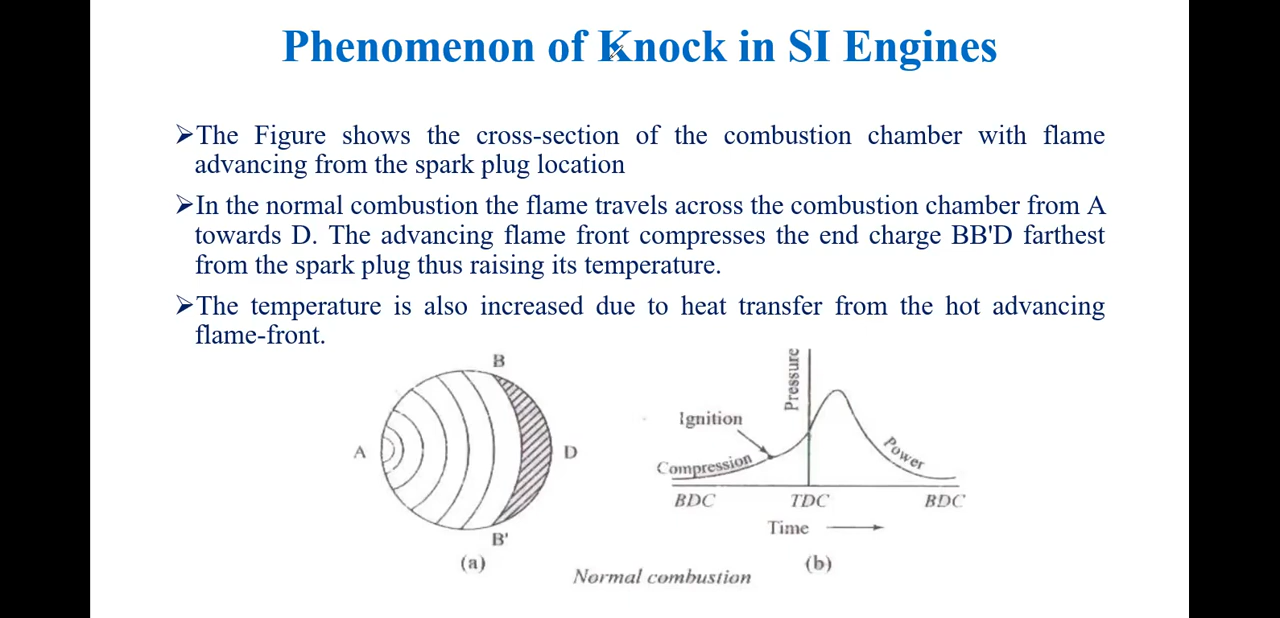 Phenomenon of Knock in SI Engines
➢The Figure shows the cross-section of the combustion chamber with flame
advancing from the spark plug location
➢In the normal combustion the flame travels across the combustion chamber from A
towards D. The advancing flame front compresses the end charge BB'D farthest
from the spark plug thus raising its temperature.
➢The temperature is also increased due to heat transfer from the hot advancing
flame-front.
B
A
D
B'
(a)
Pressure
Ignition
Compression
Power
BDC TDC BDC
Time
(b)
Normal combustion